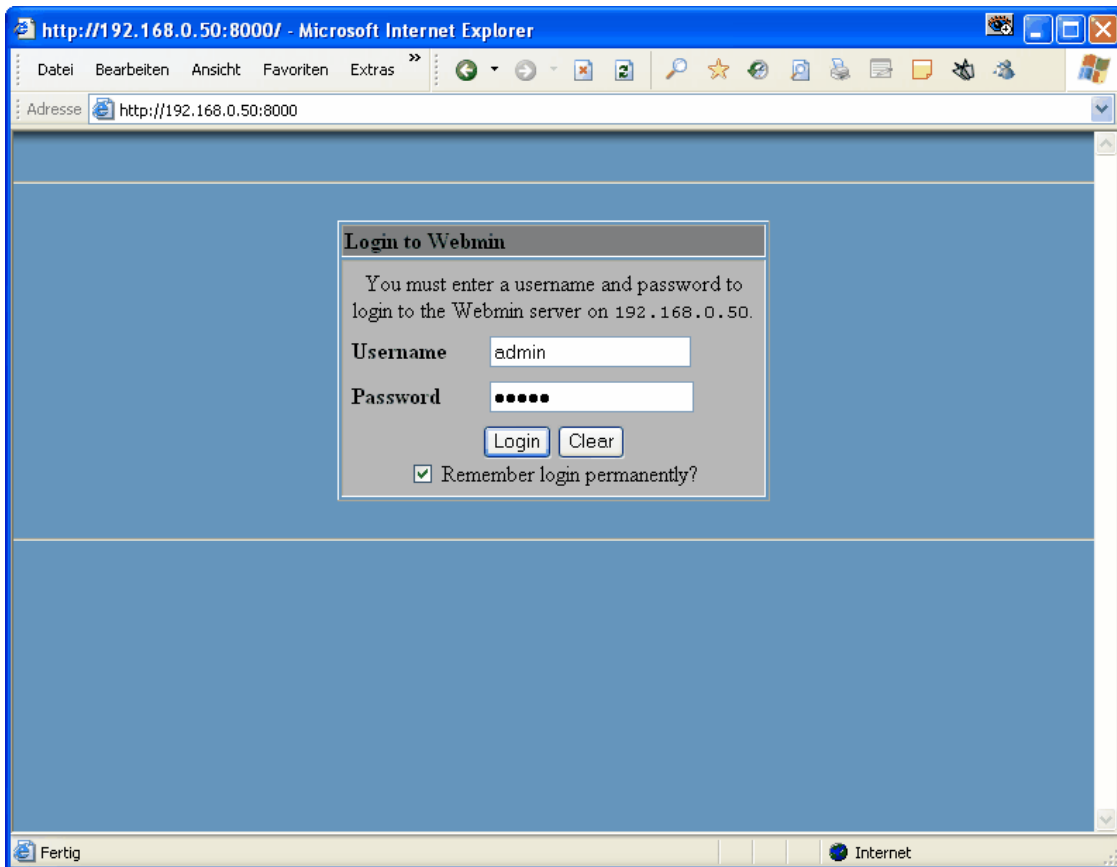 http://192.168.0.50:8000/ - Microsoft Internet Explorer
Datei Bearbeiten Ansicht Favoriten Extras »
Adresse http://192.168.0.50:8000
Login to Webmin
You must enter a username and password to
login to the Webmin server on 192.168.0.50.
Username admin
Password •••••
Login Clear
Remember login permanently?
Fertig Internet